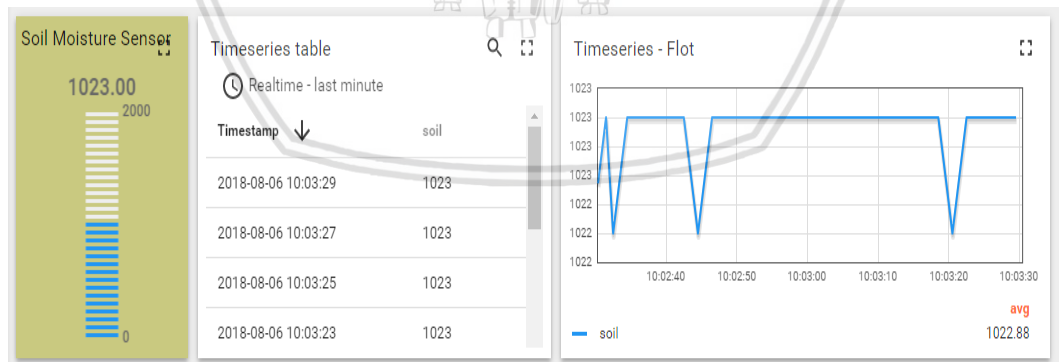 Soil Moisture Sensor
1023.00
2000
0
Timeseries table
Realtime - last minute
Timestamp soil
2018-08-06 10:03:29 1023
2018-08-06 10:03:27 1023
2018-08-06 10:03:25 1023
2018-08-06 10:03:23 1023
Timeseries - Flot
1023
1023
1023
1023
1022
1022
1022
10:02:40 10:02:50 10:03:00 10:03:10 10:03:20 10:03:30
avg
soil 1022.88